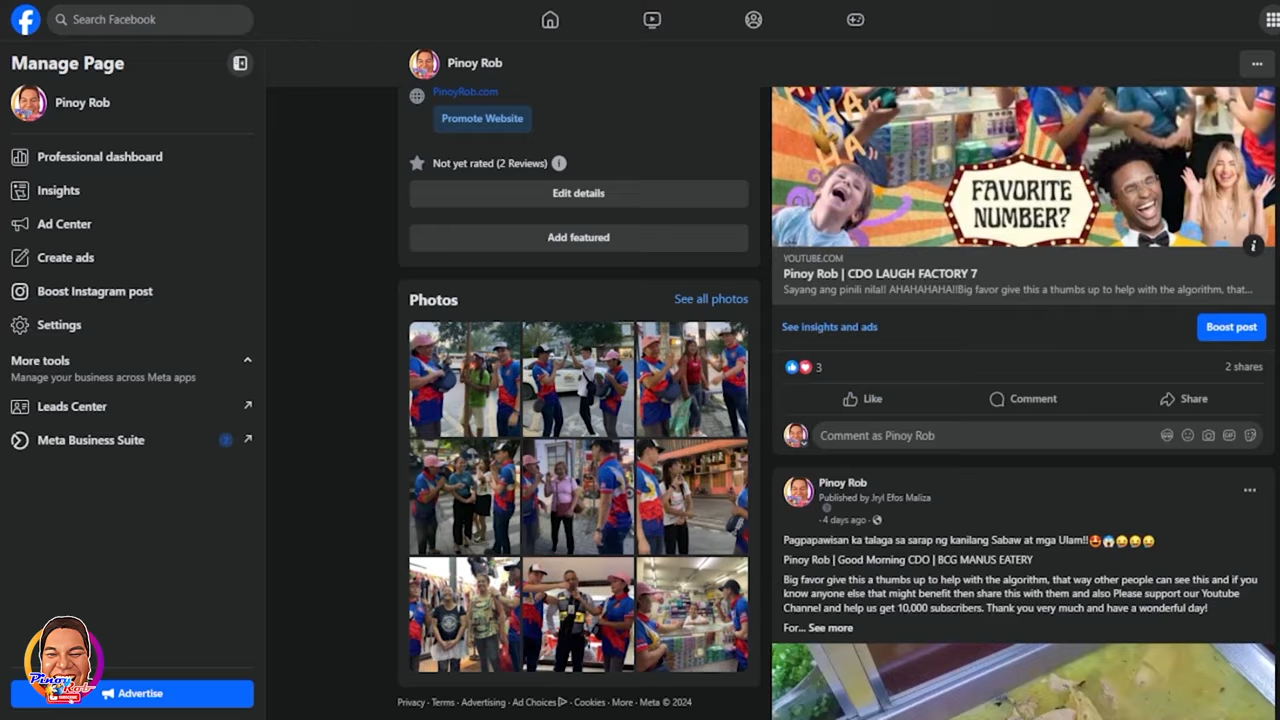 Search Facebook
Manage Page
Pinoy Rob
Professional dashboard
Insights
Ad Center
Create ads
Boost Instagram post
Settings
More tools
Manage your business across Meta apps
Leads Center
Meta Business Suite
7
Pinoy Rob
Advertise
Pinoy Rob
PinoyRob.com
Promote Website
Not yet rated (2 Reviews)
Edit details
Add featured
Photos
See all photos
Privacy · Terms · Advertising · Ad Choices · Cookies · More · Meta © 2024
HA HA
HA
FAVORITE
NUMBER?
YOUTUBE.COM
Pinoy Rob | CDO LAUGH FACTORY 7
Sayang ang pinili nila!! AHAHAHAHA!!Big favor give this a thumbs up to help with the algorithm, that...
See insights and ads
Boost post
3
2 shares
Like
Comment
Share
Comment as Pinoy Rob
Pinoy Rob
Published by Jryl Efos Maliza
· 4 days ago ·
Pagpapawisan ka talaga sa sarap ng kanilang Sabaw at mga Ulam!!🤩😱😄🤣🤪
Pinoy Rob | Good Morning CDO | BCG MANUS EATERY
Big favor give this a thumbs up to help with the algorithm, that way other people can see this and if you
know anyone else that might benefit then share this with them and also Please support our Youtube
Channel and help us get 10,000 subscribers. Thank you very much and have a wonderful day!
For... See more